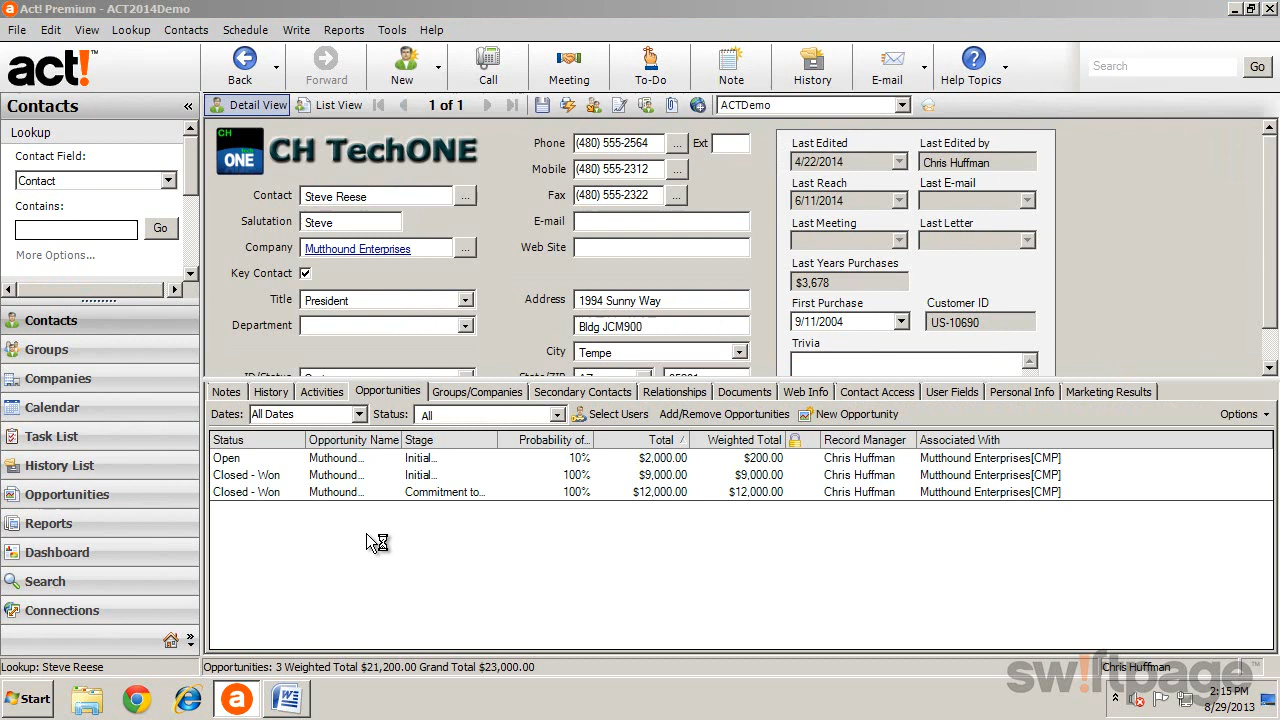 Act! Premium - ACT2014Demo
File Edit View Lookup Contacts Schedule Write Reports Tools Help
act!
Back Forward New Call Meeting To-Do Note History E-mail Help Topics Search Go
Contacts «
Detail View List View 1 of 1 ACTDemo
Lookup
Contact Field:
Contact
Contains:
Go
More Options...
Contacts
Groups
Companies
Calendar
Task List
History List
Opportunities
Reports
Dashboard
Search
Connections
CH ONE CH TechONE
Contact Steve Reese ...
Salutation Steve
Company Mutthound Enterprises ...
Key Contact
Title President
Department
Phone (480) 555-2564 ... Ext
Mobile (480) 555-2312 ...
Fax (480) 555-2322 ...
E-mail
Web Site
Address 1994 Sunny Way
Bldg JCM900
City Tempe
Last Edited Last Edited by
4/22/2014 Chris Huffman
Last Reach Last E-mail
6/11/2014
Last Meeting Last Letter
Last Years Purchases
$3,678
First Purchase Customer ID
9/11/2004 US-10690
Trivia
Notes History Activities Opportunities Groups/Companies Secondary Contacts Relationships Documents Web Info Contact Access User Fields Personal Info Marketing Results
Dates: All Dates Status: All Select Users Add/Remove Opportunities New Opportunity Options
Status Opportunity Name Stage Probability of... Total Weighted Total Record Manager Associated With
Open Muthound... Initial... 10% $2,000.00 $200.00 Chris Huffman Mutthound Enterprises[CMP]
Closed - Won Muthound... Initial... 100% $9,000.00 $9,000.00 Chris Huffman Mutthound Enterprises[CMP]
Closed - Won Muthound... Commitment to... 100% $12,000.00 $12,000.00 Chris Huffman Mutthound Enterprises[CMP]
Lookup: Steve Reese Opportunities: 3 Weighted Total $21,200.00 Grand Total $23,000.00 Chris Huffman
sw!ftpage
Start 2:15 PM
8/29/2013